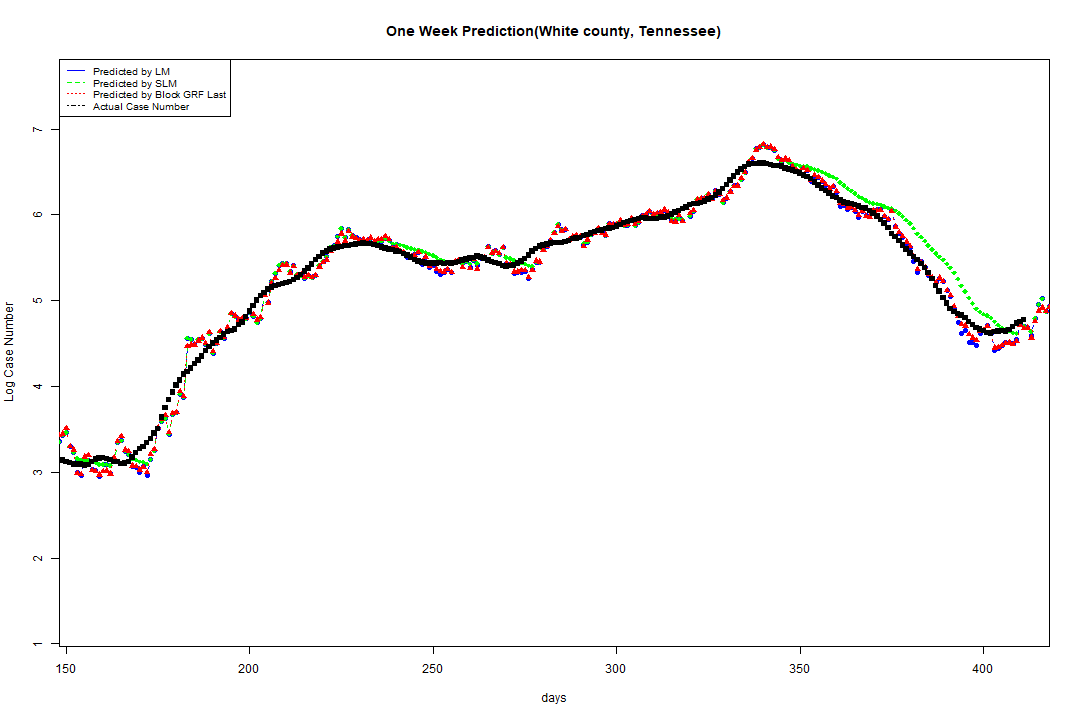 One Week Prediction(White county, Tennessee)
Predicted by LM
Predicted by SLM
Predicted by Block GRF Last
Actual Case Number
Log Case Number
7
6
5
4
3
2
1
150 200 250 300 350 400
days